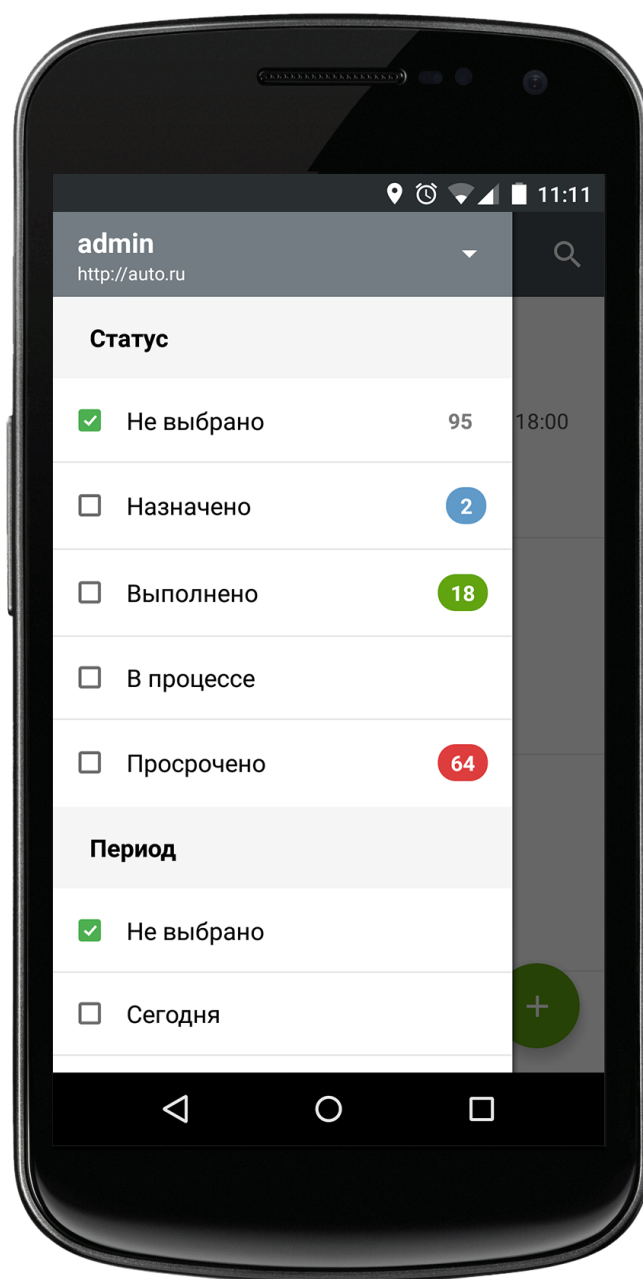 11:11
admin
http://auto.ru
Статус
Не выбрано 95
18:00
Назначено 2
Выполнено 18
В процессе
Просрочено 64
Период
Не выбрано
Сегодня
+